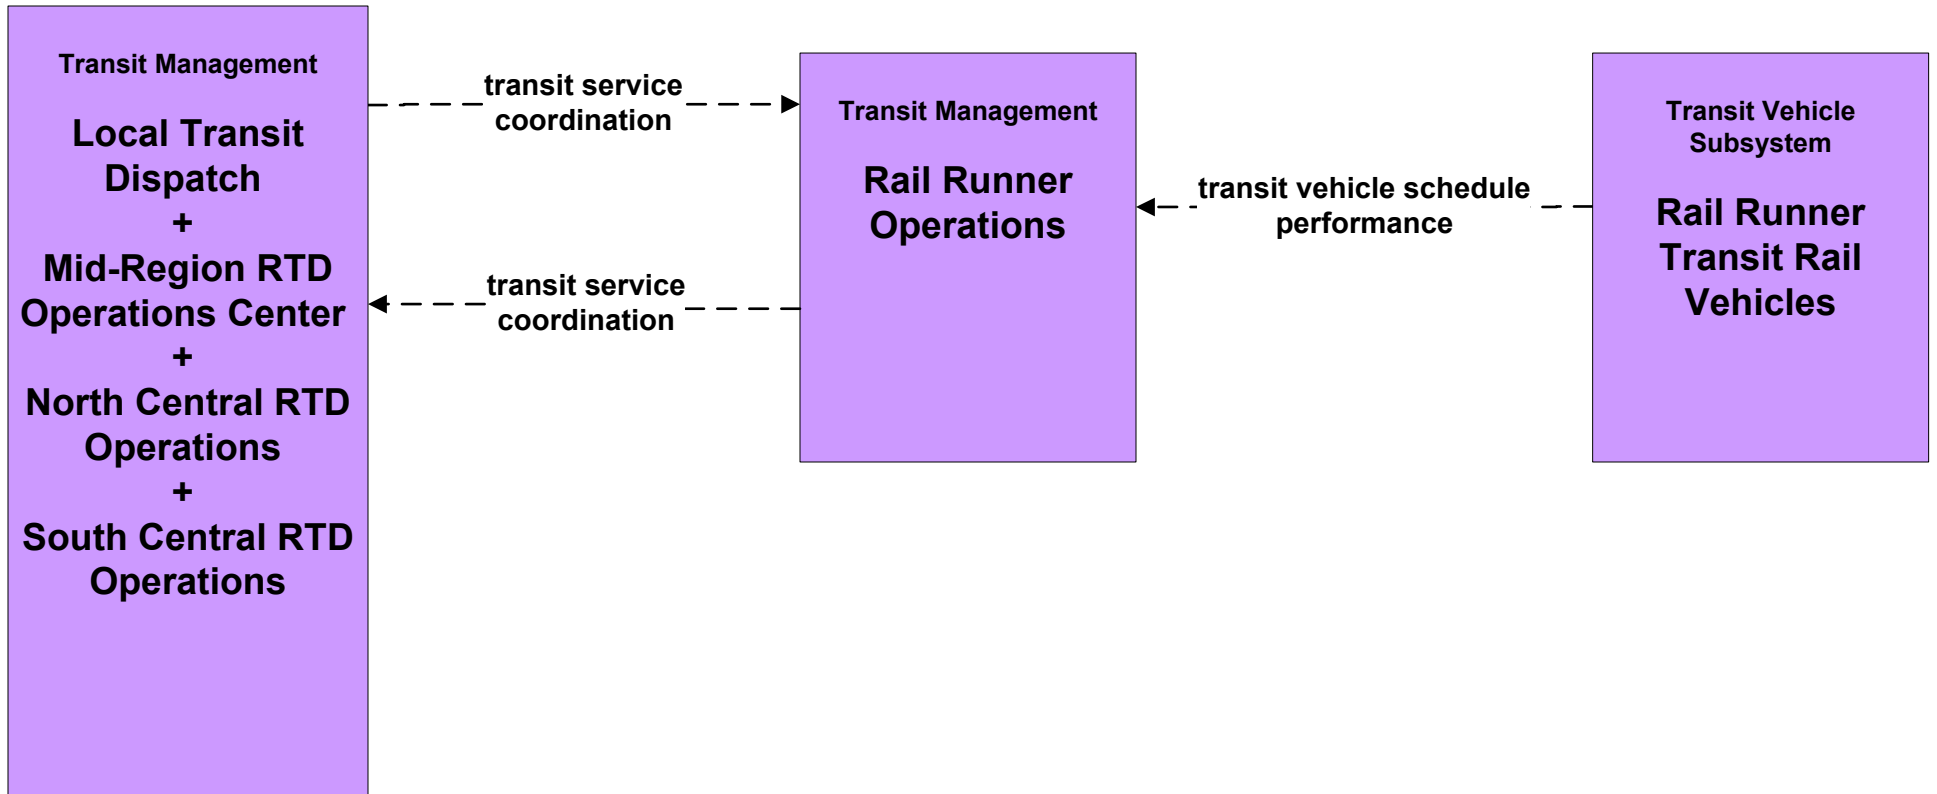 Transit Management
Local Transit
Dispatch
+
Mid-Region RTD
Operations Center
+
North Central RTD
Operations
+
South Central RTD
Operations
transit service
coordination
transit service
coordination
Transit Management
Rail Runner
Operations
transit vehicle schedule
performance
Transit Vehicle
Subsystem
Rail Runner
Transit Rail
Vehicles